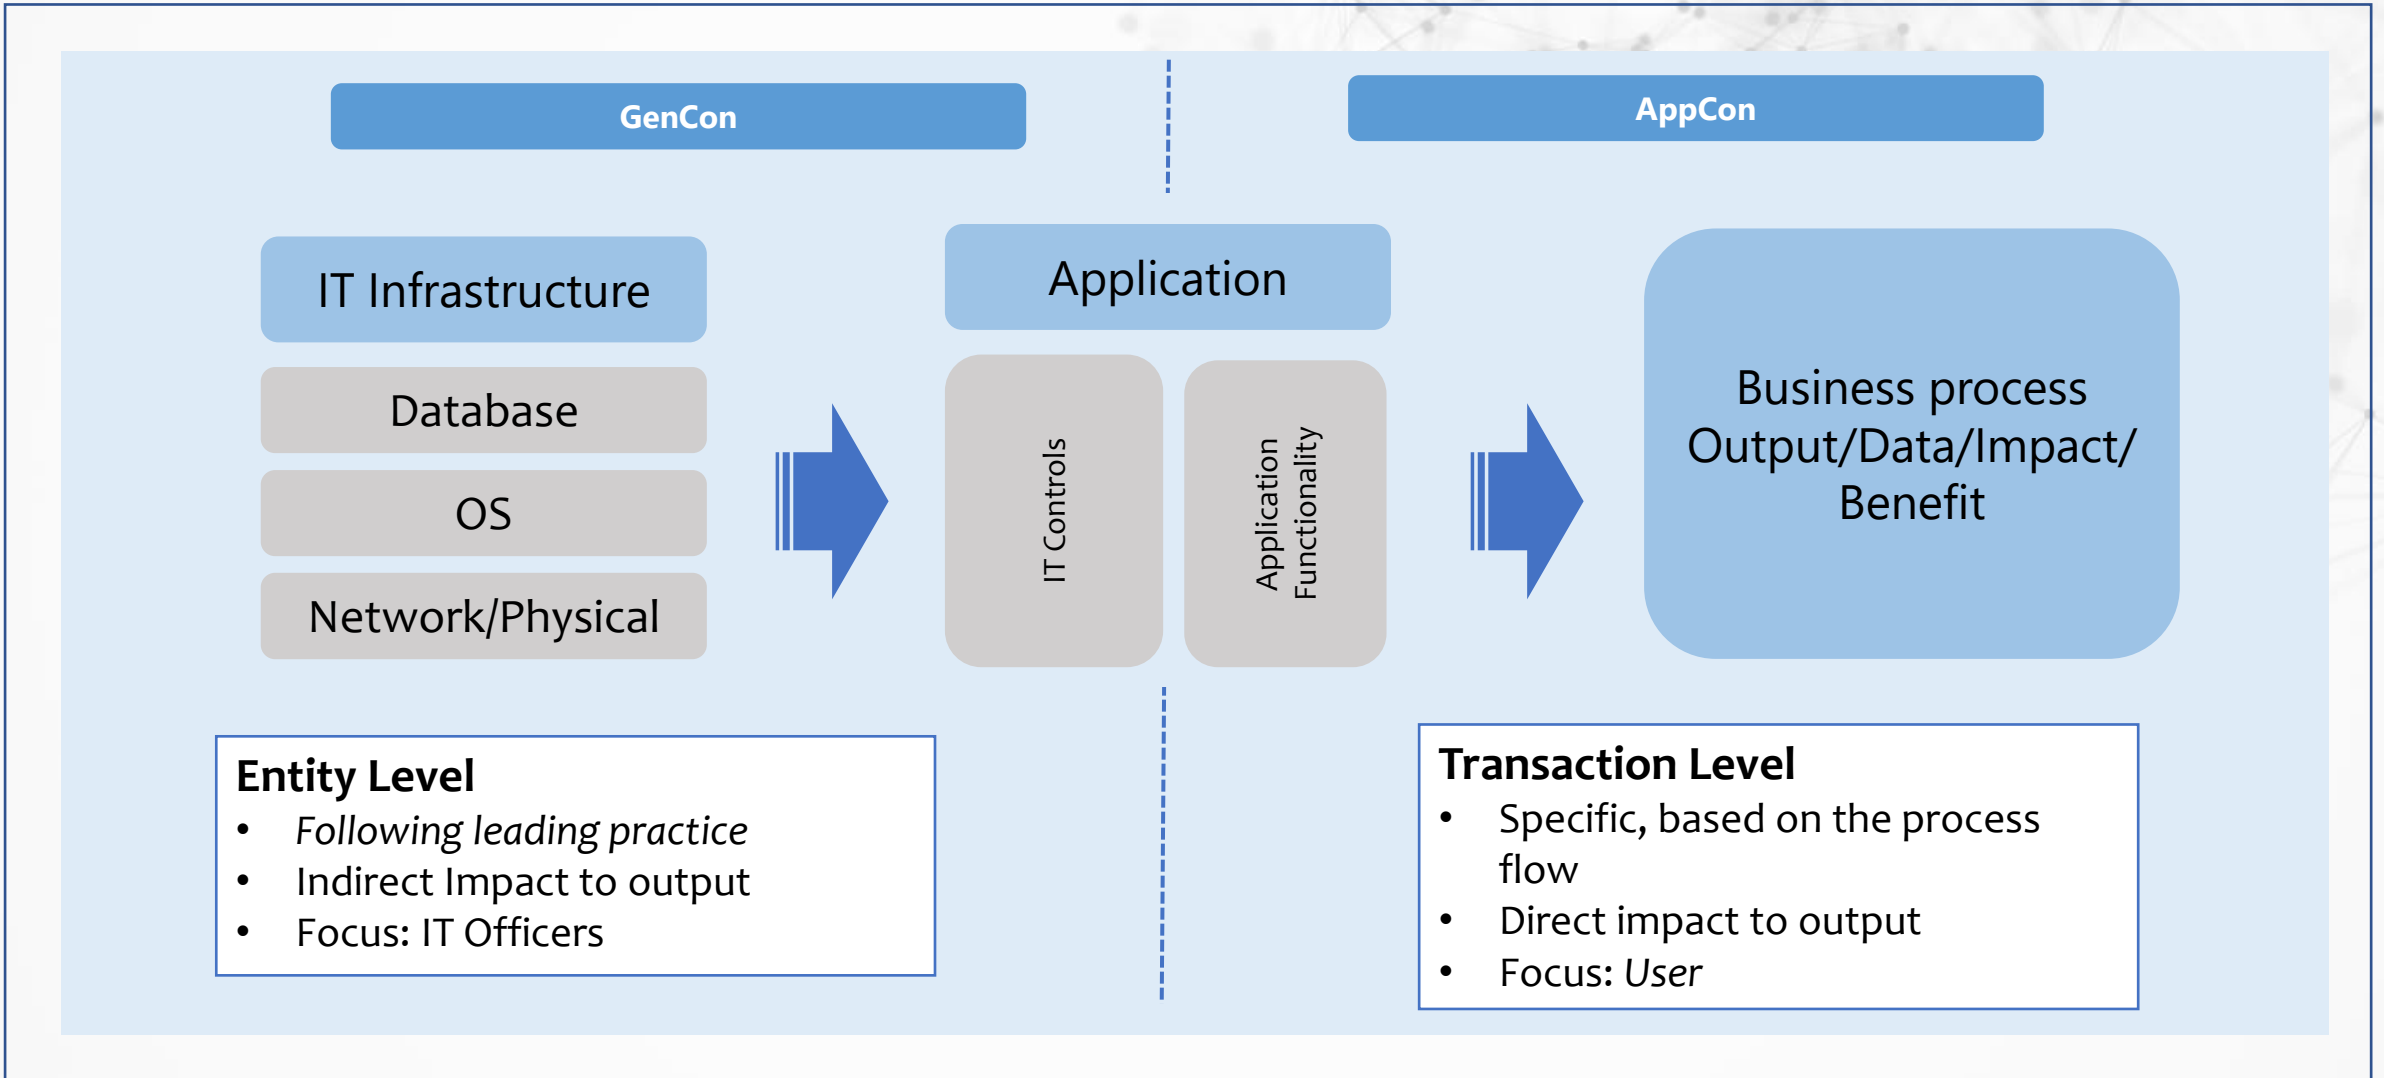 GenCon
AppCon
IT Infrastructure
Database
OS
Network/Physical
Application
IT Controls
Application
Functionality
Business process
Output/Data/Impact/
Benefit
Entity Level
• Following leading practice
• Indirect Impact to output
• Focus: IT Officers
Transaction Level
• Specific, based on the process
flow
• Direct impact to output
• Focus: User